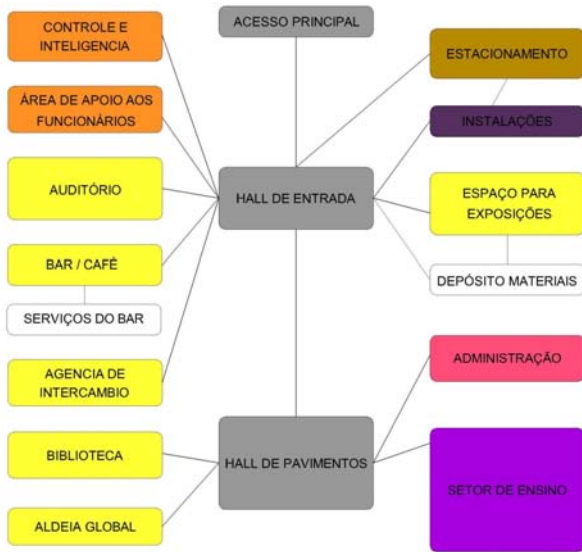 CONTROLE E
INTELIGENCIA
ACESSO PRINCIPAL
ESTACIONAMENTO
ÁREA DE APOIO AOS
FUNCIONÁRIOS
INSTALAÇÕES
AUDITÓRIO
HALL DE ENTRADA
ESPAÇO PARA
EXPOSIÇÕES
BAR / CAFÈ
DEPÓSITO MATERIAIS
SERVIÇOS DO BAR
AGENCIA DE
INTERCAMBIO
ADMINISTRAÇÃO
BIBLIOTECA
HALL DE PAVIMENTOS
SETOR DE ENSINO
ALDEIA GLOBAL